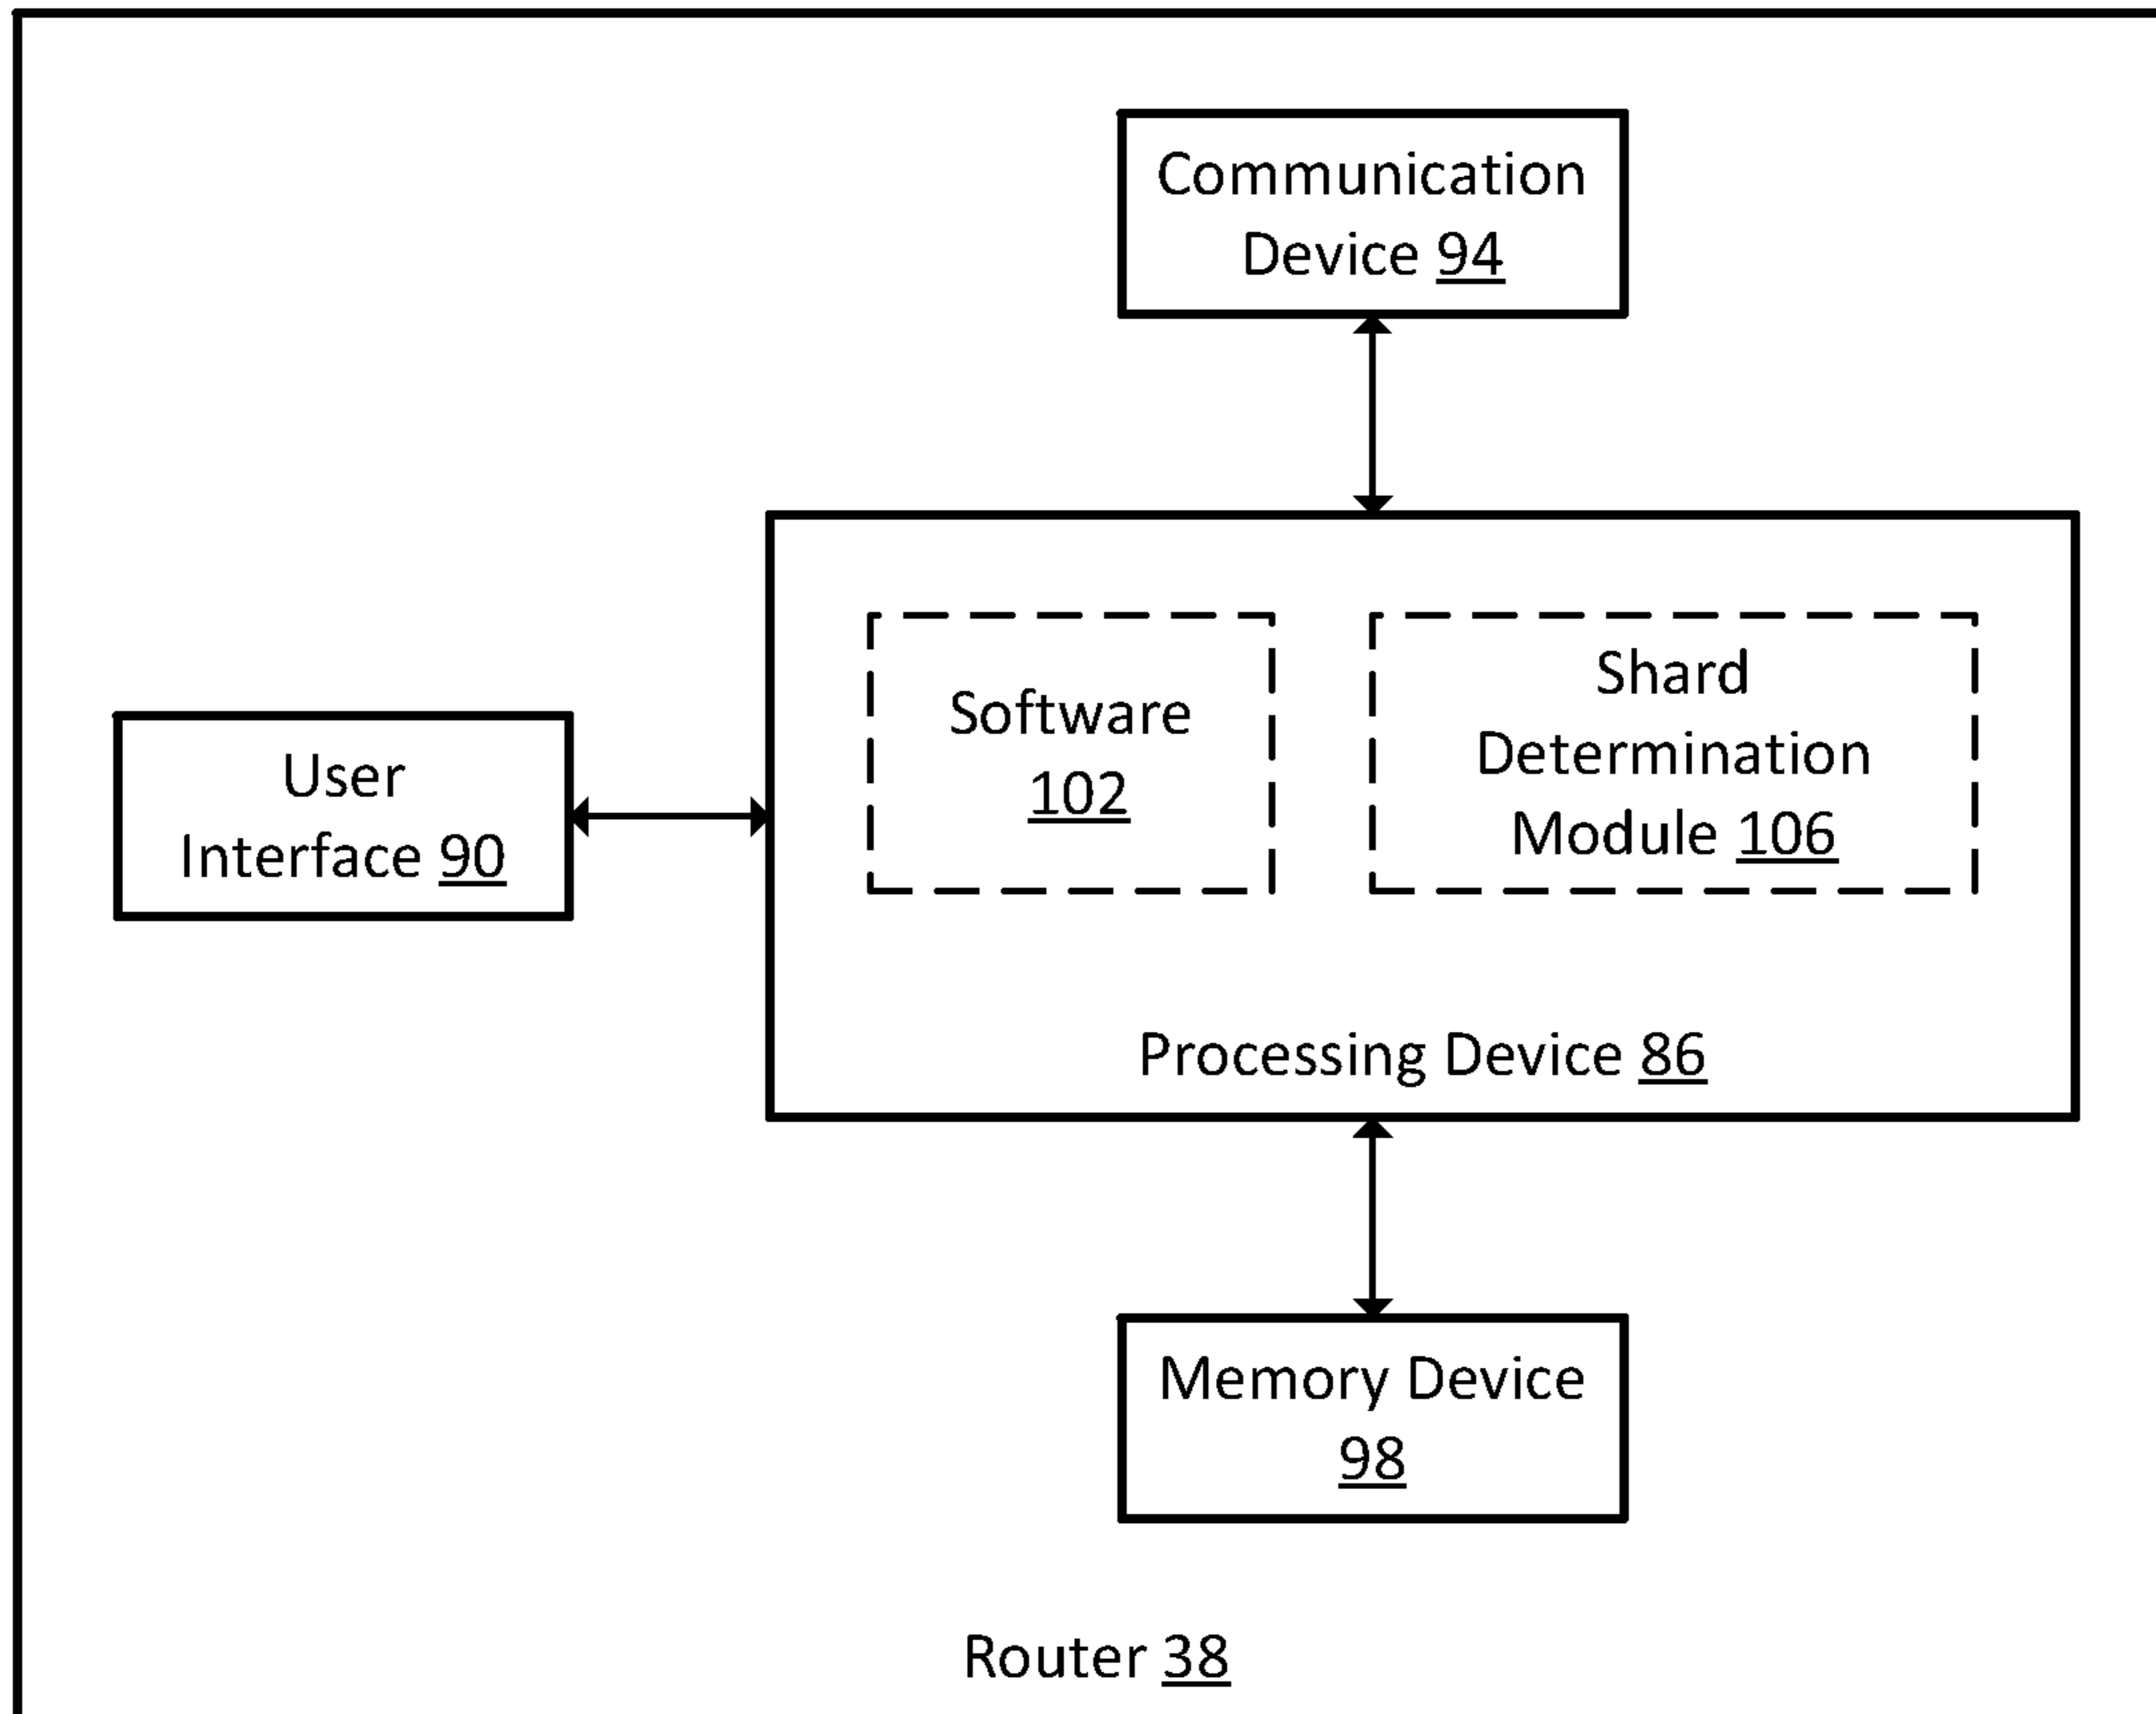 Communication
Device 94
Software
102
Shard
Determination
Module 106
User
Interface 90
Processing Device 86
Memory Device
98
Router 38